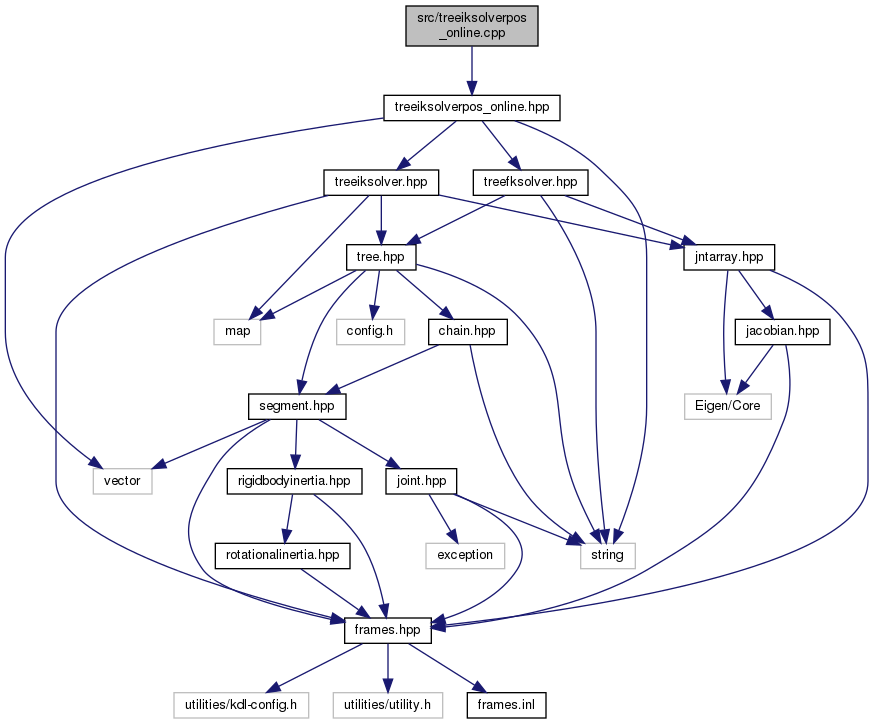 src/treeiksolverpos
_online.cpp
treeiksolverpos_online.hpp
treeiksolver.hpp
treefksolver.hpp
tree.hpp
jntarray.hpp
map
config.h
chain.hpp
jacobian.hpp
segment.hpp
Eigen/Core
vector
rigidbodyinertia.hpp
joint.hpp
rotationalinertia.hpp
exception
string
frames.hpp
utilities/kdl-config.h
utilities/utility.h
frames.inl